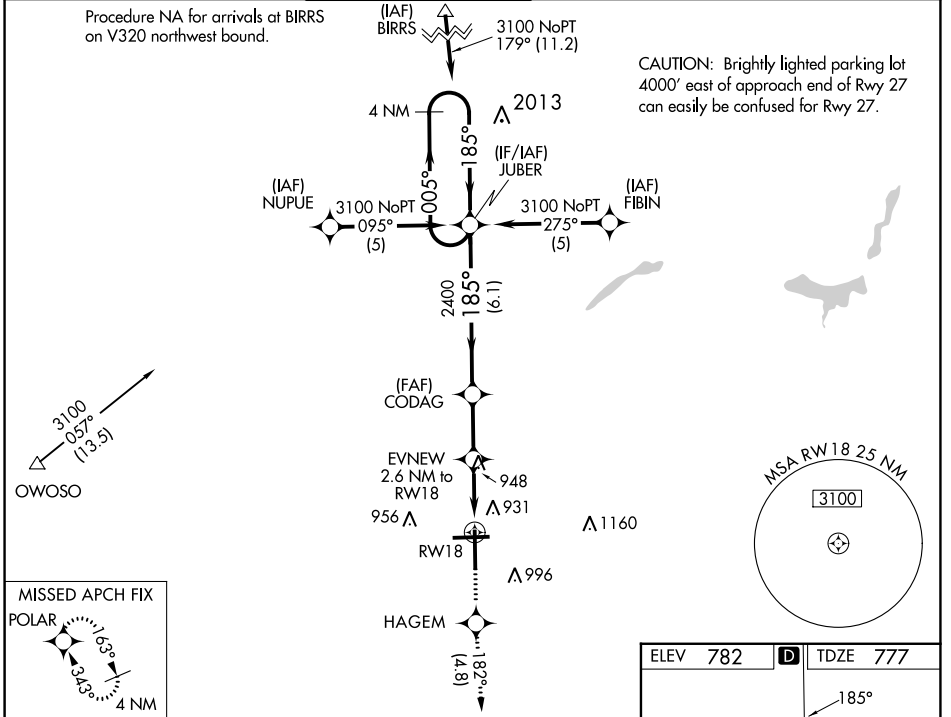 Procedure NA for arrivals at BIRRS
on V320 northwest bound.
(IAF)
BIRRS
3100 NoPT
179° (11.2)
CAUTION: Brightly lighted parking lot
4000' east of approach end of Rwy 27
can easily be confused for Rwy 27.
4 NM
2013
185°
005°
(IF/IAF)
JUBER
(IAF)
NUPUE
3100 NoPT
095°
(5)
3100 NoPT
275°
(5)
(IAF)
FIBIN
2400
185°
(6.1)
(FAF)
CODAG
3100
057°
(13.5)
OWOSO
EVNEW
2.6 NM to
RW18
948
931
956
1160
RW18
996
MSA RW18 25 NM
3100
MISSED APCH FIX
POLAR
163°
343°
4 NM
HAGEM
182°
(4.8)
ELEV 782 D TDZE 777
185°